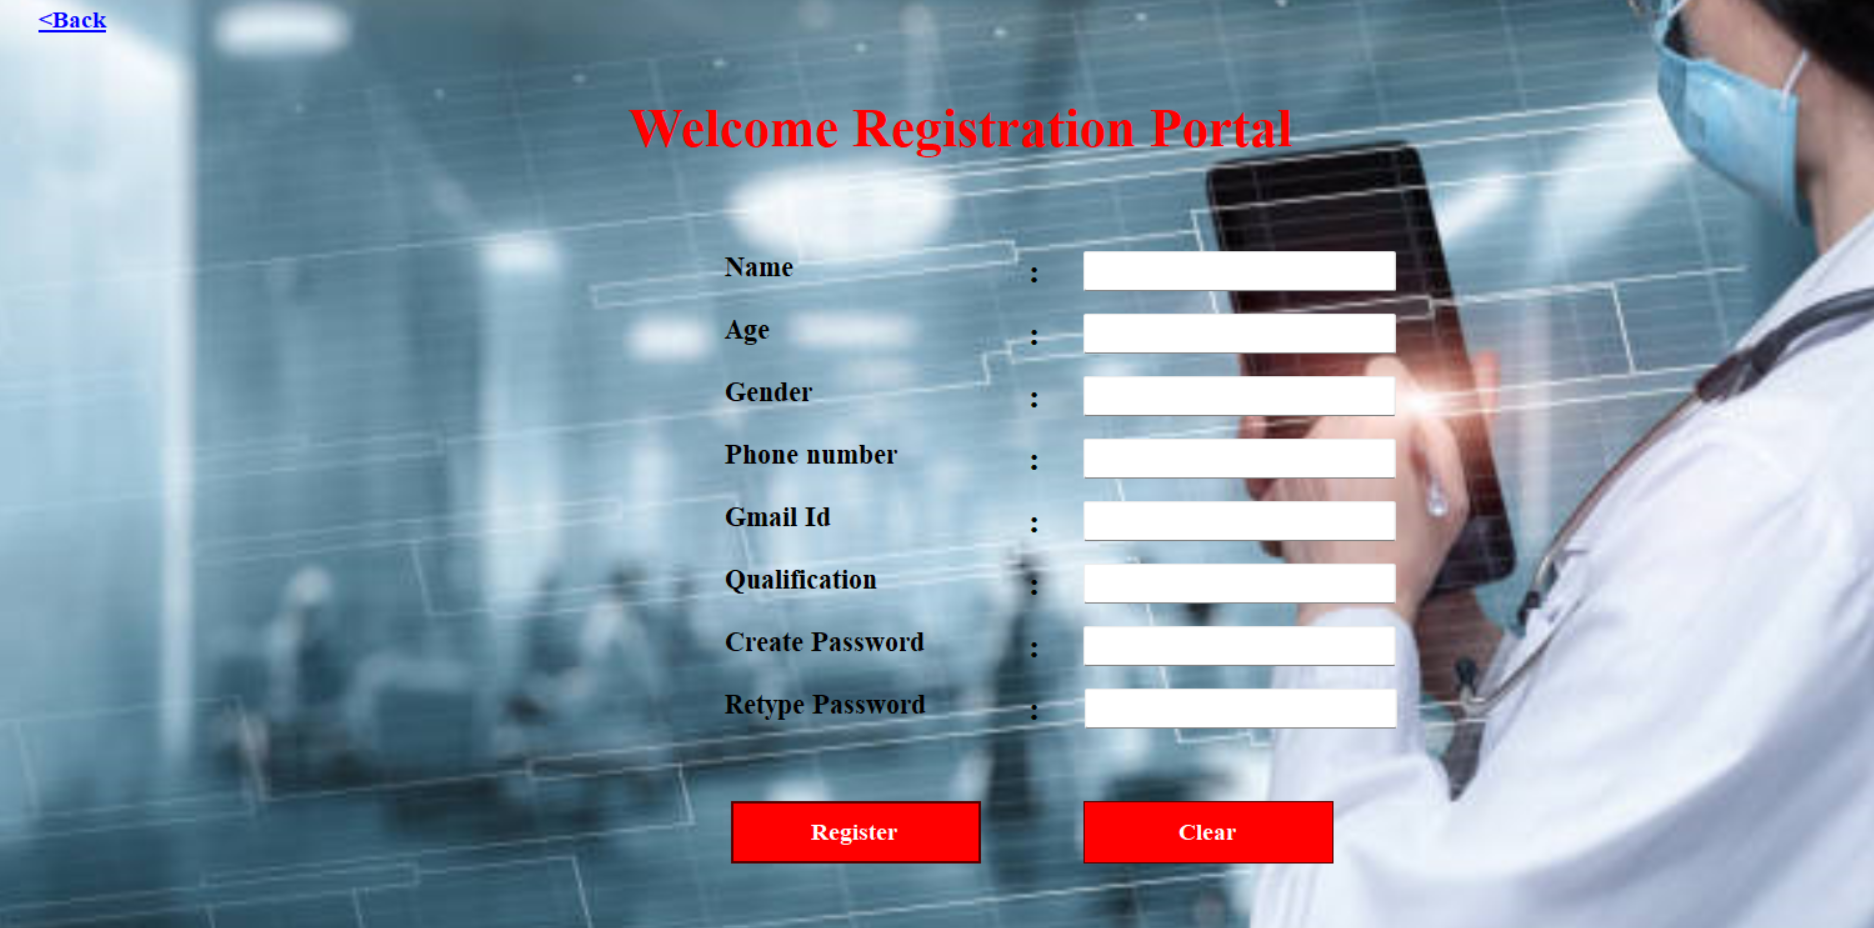 <Back
Welcome Registration Portal
Name :
Age :
Gender :
Phone number :
Gmail Id :
Qualification :
Create Password :
Retype Password :
Register Clear